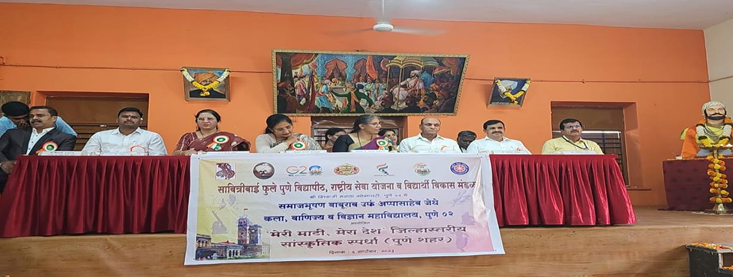 सावित्रीबाई फुले पुणे विद्यापीठ, राष्ट्रीय सेवा योजना व विद्यार्थी विकास मंडळ
समाजभूषण बाबुराव उर्फ अप्पासाहेब जेधे
कला, वाणिज्य व विज्ञान महाविद्यालय, पुणे ०२
मेरी माटी, मेरा देश जिल्हास्तरीय
सांस्कृतिक स्पर्धा (पुणे शहर)